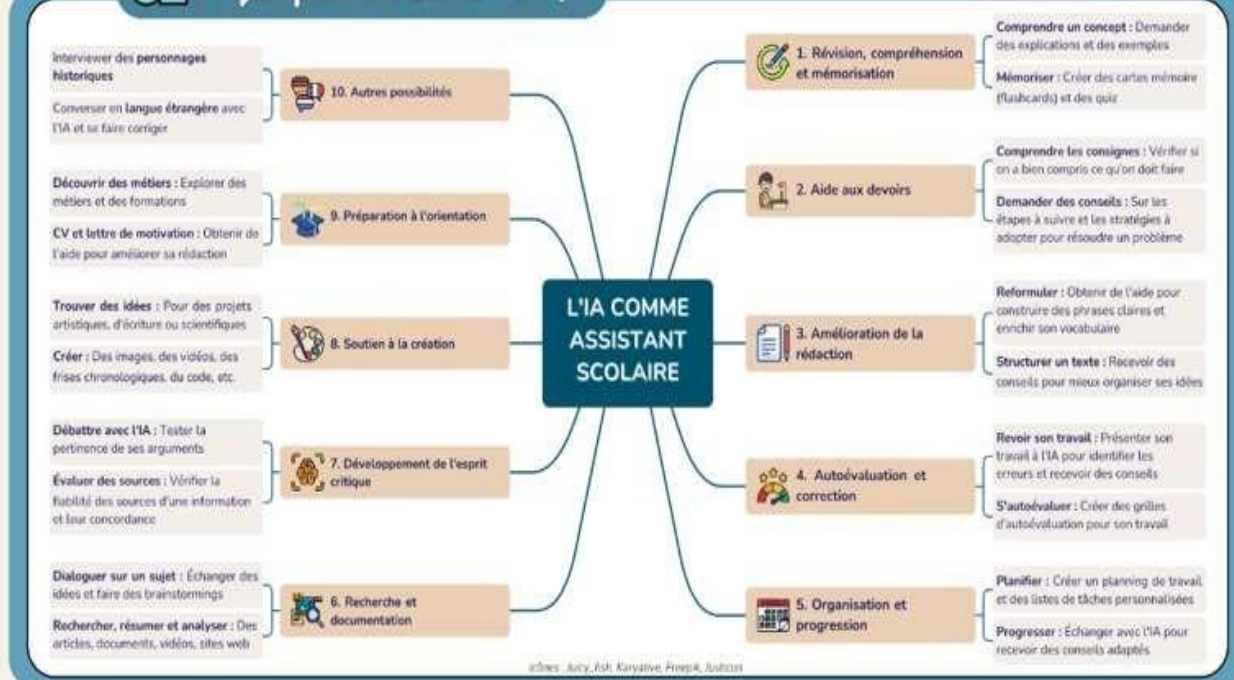 L'IA COMME
ASSISTANT
SCOLAIRE
1. Révision, compréhension
et mémorisation
Comprendre un concept : Demander
des explications et des exemples
Mémoriser : Créer des cartes mémoire
(flashcards) et des quiz
2. Aide aux devoirs
Comprendre les consignes : Vérifier si
on a bien compris ce qu'on doit faire
Demander des conseils : Sur les
étapes à suivre et les stratégies à
adopter pour résoudre un problème
3. Amélioration de la
rédaction
Reformuler : Obtenir de l'aide pour
construire des phrases claires et
enrichir son vocabulaire
Structurer un texte : Recevoir des
conseils pour mieux organiser ses idées
4. Autoévaluation et
correction
Revoir son travail : Présenter son
travail à l'IA pour identifier les
erreurs et recevoir des conseils
S'autoévaluer : Créer des grilles
d'autoévaluation pour son travail
5. Organisation et
progression
Planifier : Créer un planning de travail
et des listes de tâches personnalisées
Progresser : Échanger avec l'IA pour
recevoir des conseils adaptés
6. Recherche et
documentation
Dialoguer sur un sujet : Échanger des
idées et faire des brainstormings
Rechercher, résumer et analyser : Des
articles, documents, vidéos, sites web
7. Développement de l'esprit
critique
Débattre avec l'IA : Tester la
pertinence de ses arguments
Évaluer des sources : Vérifier la
fiabilité des sources d'une information
et leur concordance
8. Soutien à la création
Trouver des idées : Pour des projets
artistiques, d'écriture ou scientifiques
Créer : Des images, des vidéos, des
frises chronologiques, du code, etc.
9. Préparation à l'orientation
Découvrir des métiers : Explorer des
métiers et des formations
CV et lettre de motivation : Obtenir de
l'aide pour améliorer sa rédaction
10. Autres possibilités
Interviewer des personnages
historiques
Converser en langue étrangère avec
l'IA et se faire corriger
Icônes : Juicy_fish, Karyative, Freepik,